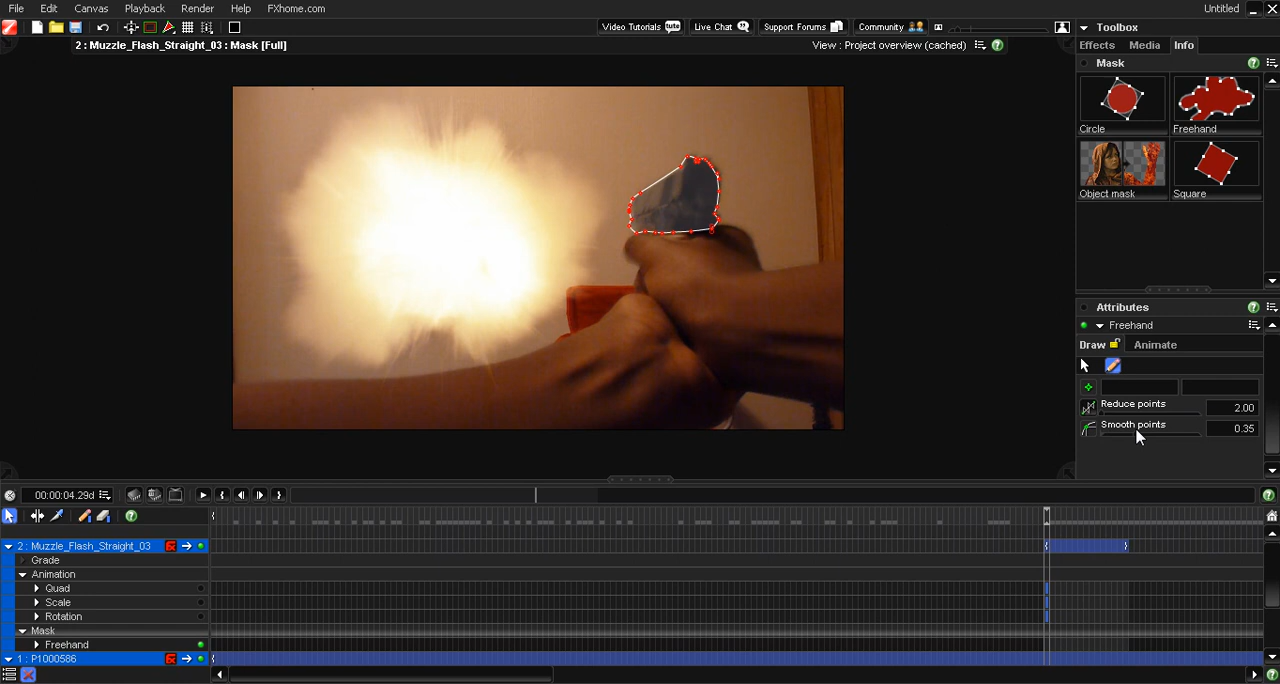 File Edit Canvas Playback Render Help FXhome.com Untitled
Video Tutorials tute Live Chat Support Forums Community Toolbox
2 : Muzzle_Flash_Straight_03 : Mask [Full] View : Project overview (cached)
Effects Media Info
Mask
Circle Freehand
Object mask Square
Attributes
Freehand
Draw Animate
Reduce points 2.00
Smooth points 0.35
00:00:04.29d
2 : Muzzle_Flash_Straight_03
Grade
Animation
Quad
Scale
Rotation
Mask
Freehand
1 : P1000586